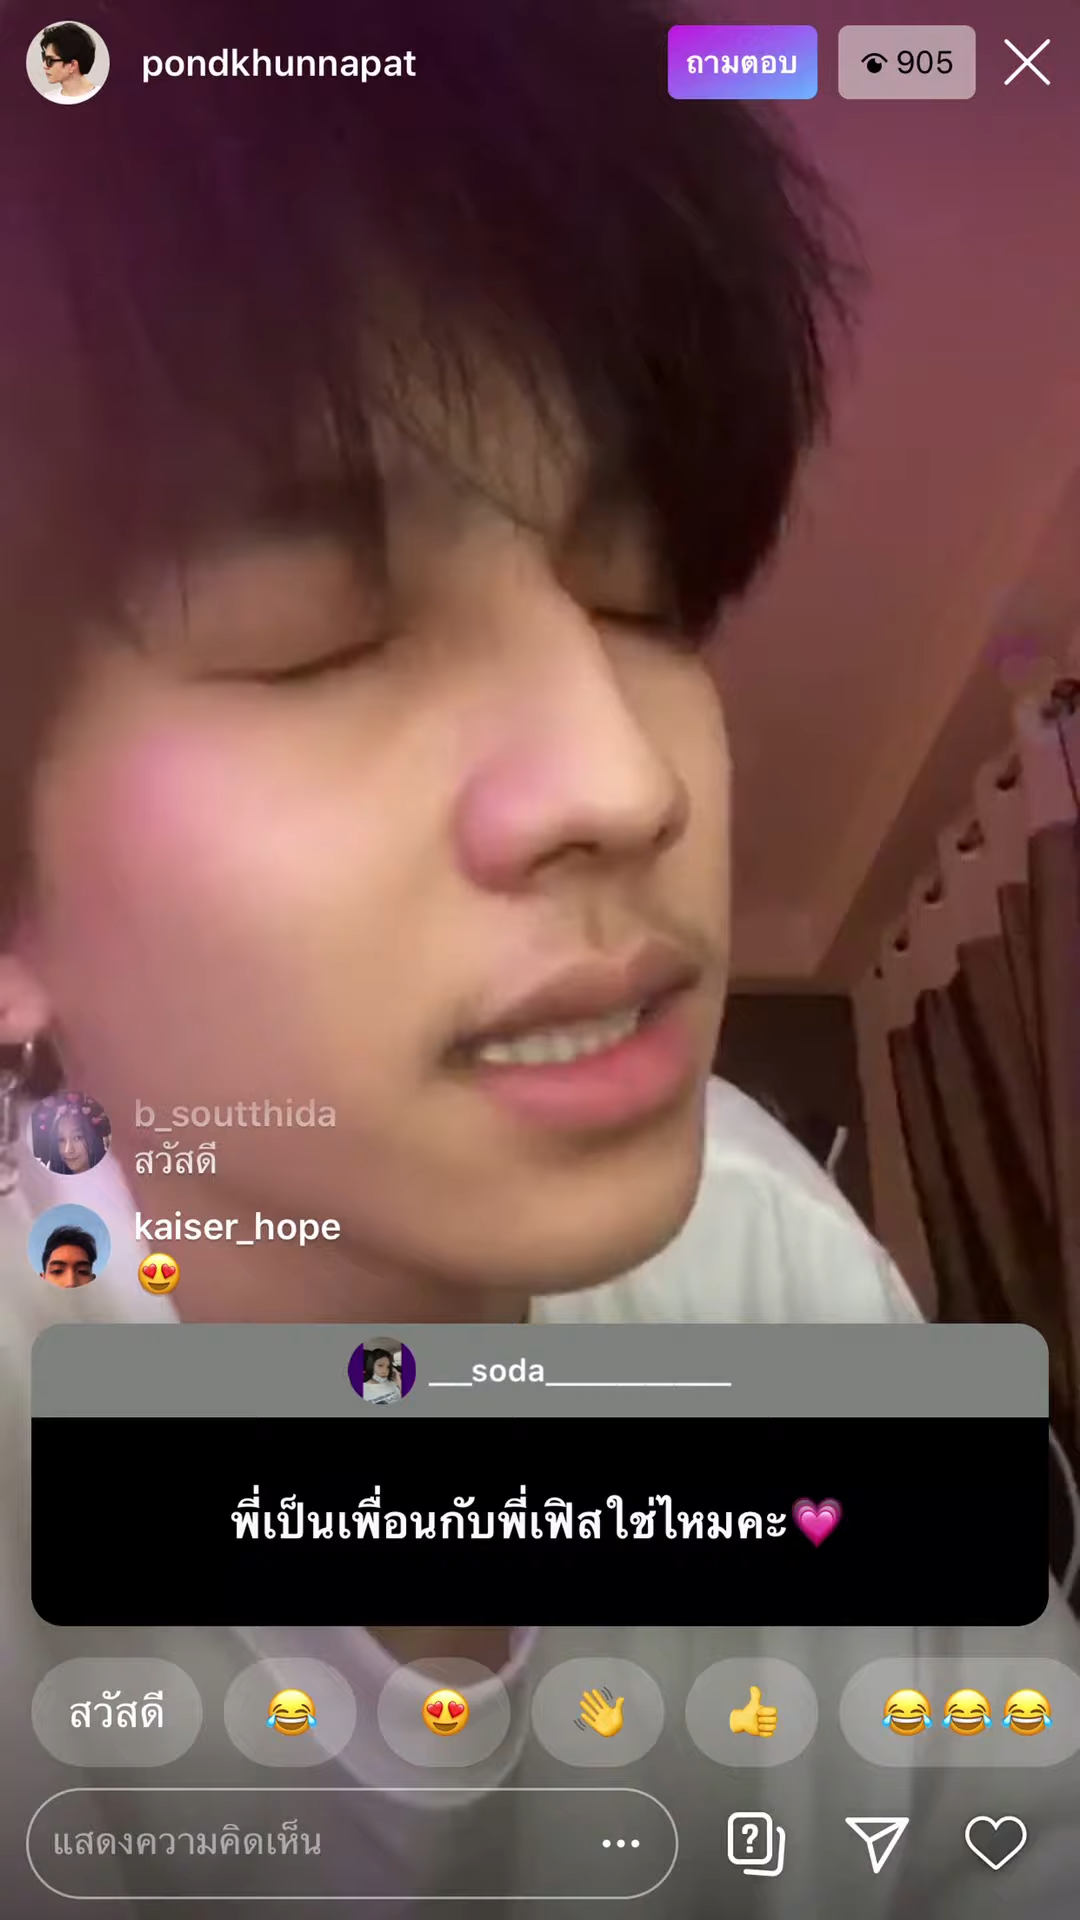 pondkhunnapat
ถามตอบ
905
b_soutthida
สวัสดี
kaiser_hope
😍
___soda_____________
พี่เป็นเพื่อนกับพี่เฟิสใช่ไหมคะ💗
สวัสดี 😂 😍 👋 👍 😂😂😂
แสดงความคิดเห็น